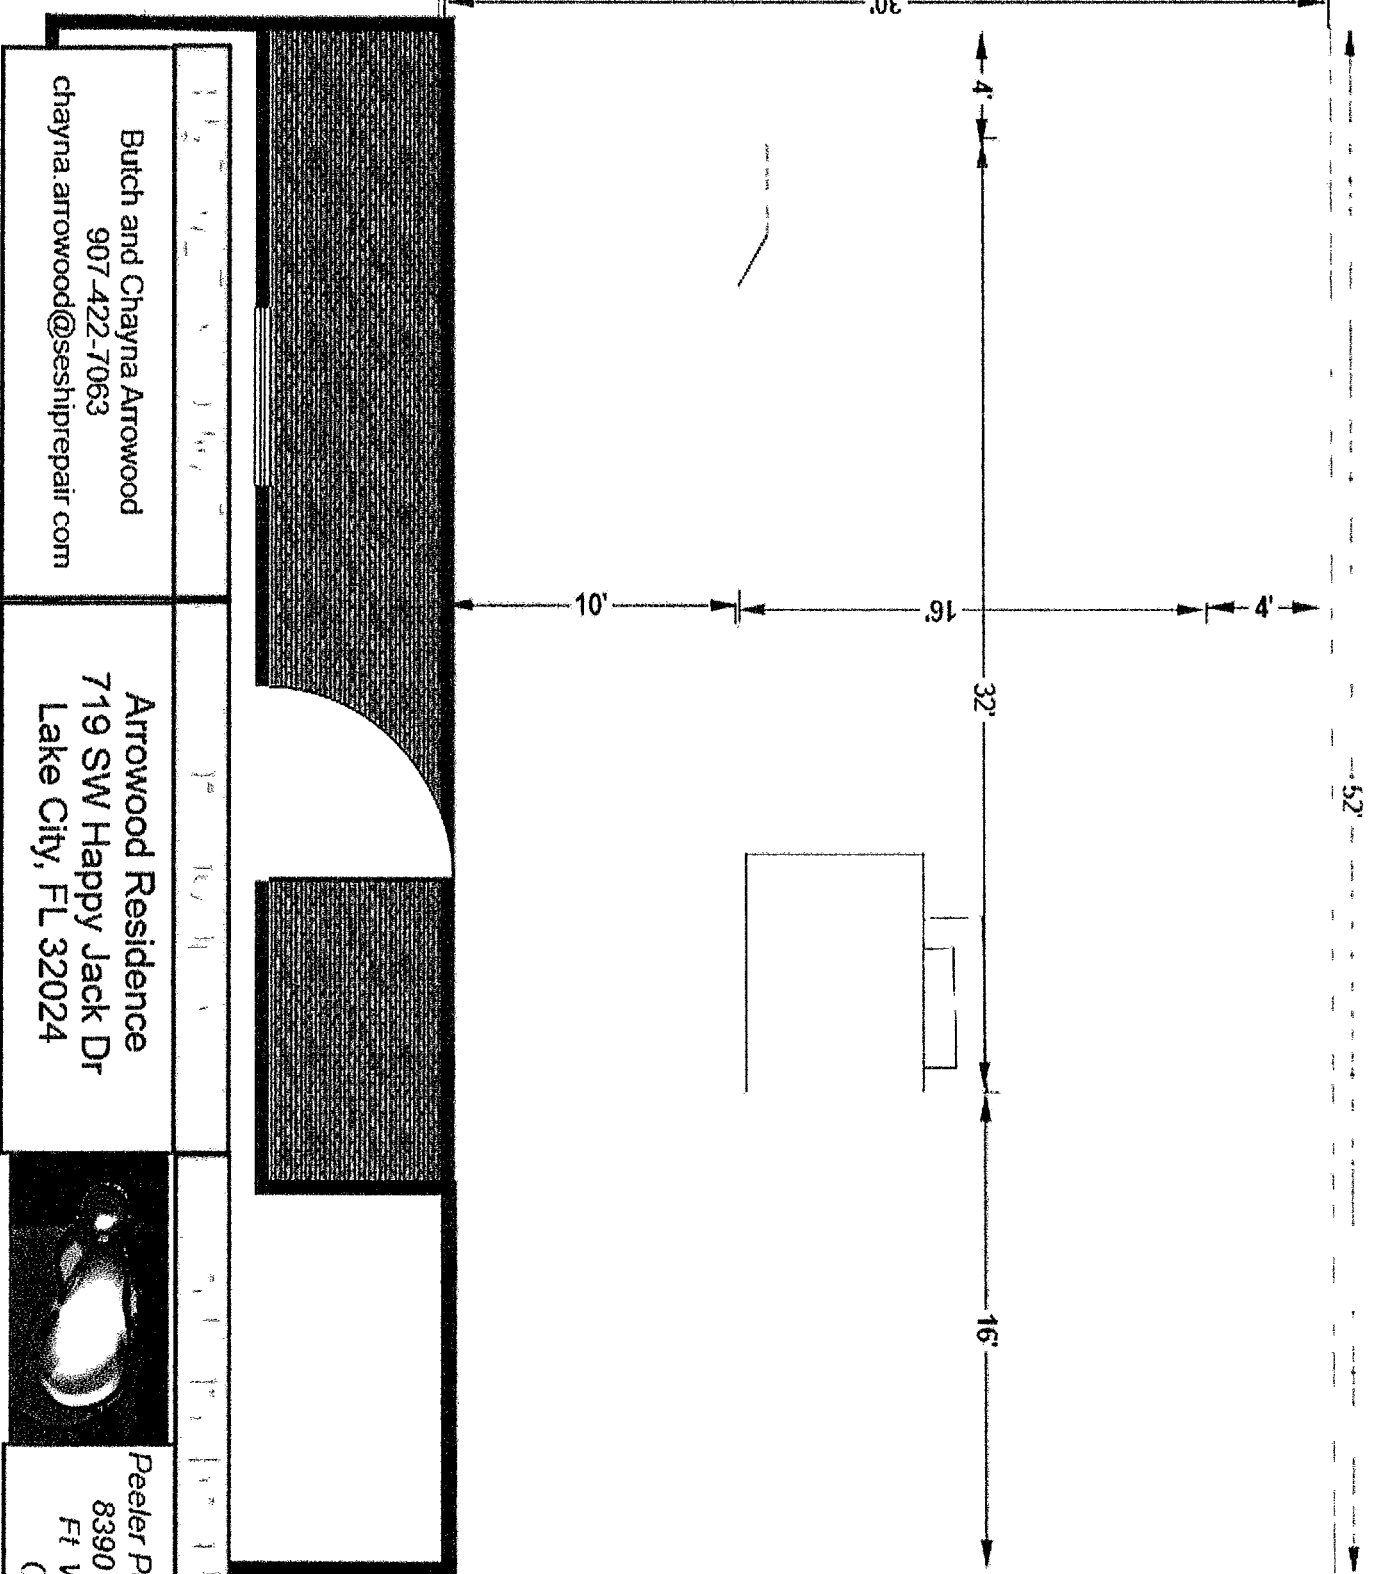 30'
52'
4'
4'
16'
10'
32'
16'
Butch and Chayna Arrowood
907-422-7063
chayna.arrowood@seshiprepair.com
Arrowood Residence
719 SW Happy Jack Dr
Lake City, FL 32024
Peeler
8390
Ft